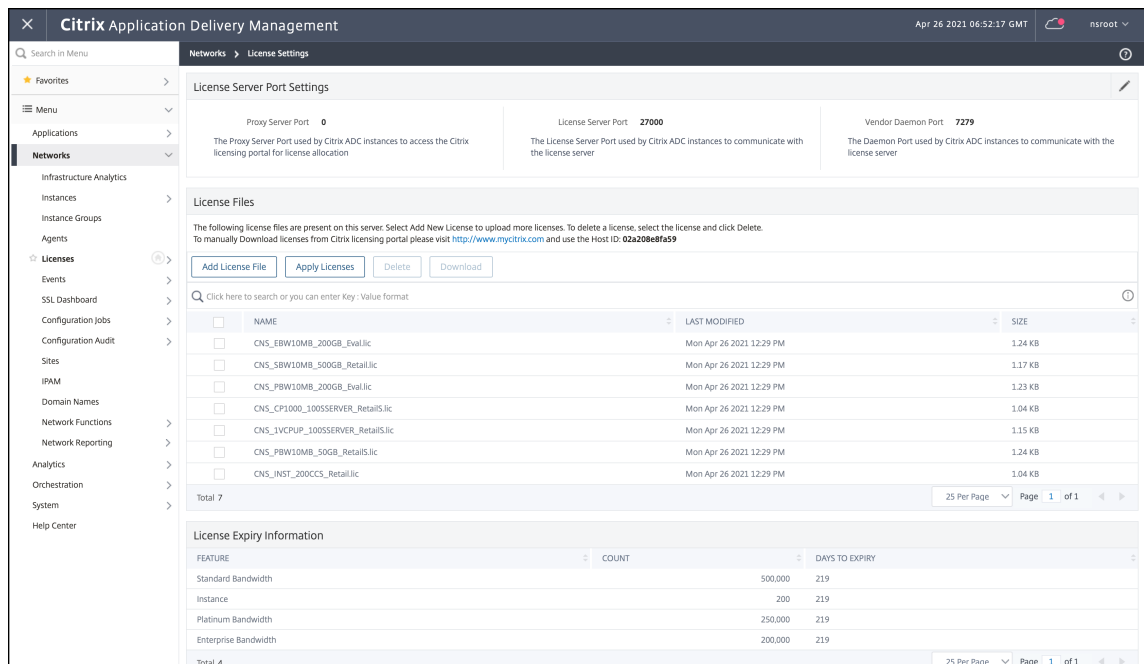 Citrix Application Delivery Management
Apr 26 2021 06:52:17 GMT
nsroot
Search in Menu
Networks > License Settings
Favorites
Menu
Applications
Networks
Infrastructure Analytics
Instances
Instance Groups
Agents
Licenses
Events
SSL Dashboard
Configuration Jobs
Configuration Audit
Sites
IPAM
Domain Names
Network Functions
Network Reporting
Analytics
Orchestration
System
Help Center
License Server Port Settings
Proxy Server Port 0
The Proxy Server Port used by Citrix ADC instances to access the Citrix
licensing portal for license allocation
License Server Port 27000
The License Server Port used by Citrix ADC instances to communicate with
the license server
Vendor Daemon Port 7279
The Daemon Port used by Citrix ADC instances to communicate with the
license server
License Files
The following license files are present on this server. Select Add New License to upload more licenses. To delete a license, select the license and click Delete.
To manually Download licenses from Citrix licensing portal please visit http://www.mycitrix.com and use the Host ID: 02a208e8fa59
Add License File Apply Licenses Delete Download
Click here to search or you can enter Key : Value format
NAME LAST MODIFIED SIZE
CNS_EBW10MB_200GB_Eval.lic Mon Apr 26 2021 12:29 PM 1.24 KB
CNS_SBW10MB_500GB_Retail.lic Mon Apr 26 2021 12:29 PM 1.17 KB
CNS_PBW10MB_200GB_Eval.lic Mon Apr 26 2021 12:29 PM 1.23 KB
CNS_CP1000_100SSERVER_RetailS.lic Mon Apr 26 2021 12:29 PM 1.04 KB
CNS_1VCPUP_100SSERVER_RetailS.lic Mon Apr 26 2021 12:29 PM 1.15 KB
CNS_PBW10MB_50GB_RetailS.lic Mon Apr 26 2021 12:29 PM 1.24 KB
CNS_INST_200CCS_Retail.lic Mon Apr 26 2021 12:29 PM 1.04 KB
Total 7 25 Per Page Page 1 of 1
License Expiry Information
FEATURE COUNT DAYS TO EXPIRY
Standard Bandwidth 500,000 219
Instance 200 219
Platinum Bandwidth 250,000 219
Enterprise Bandwidth 200,000 219
Total 4 25 Per Page Page 1 of 1